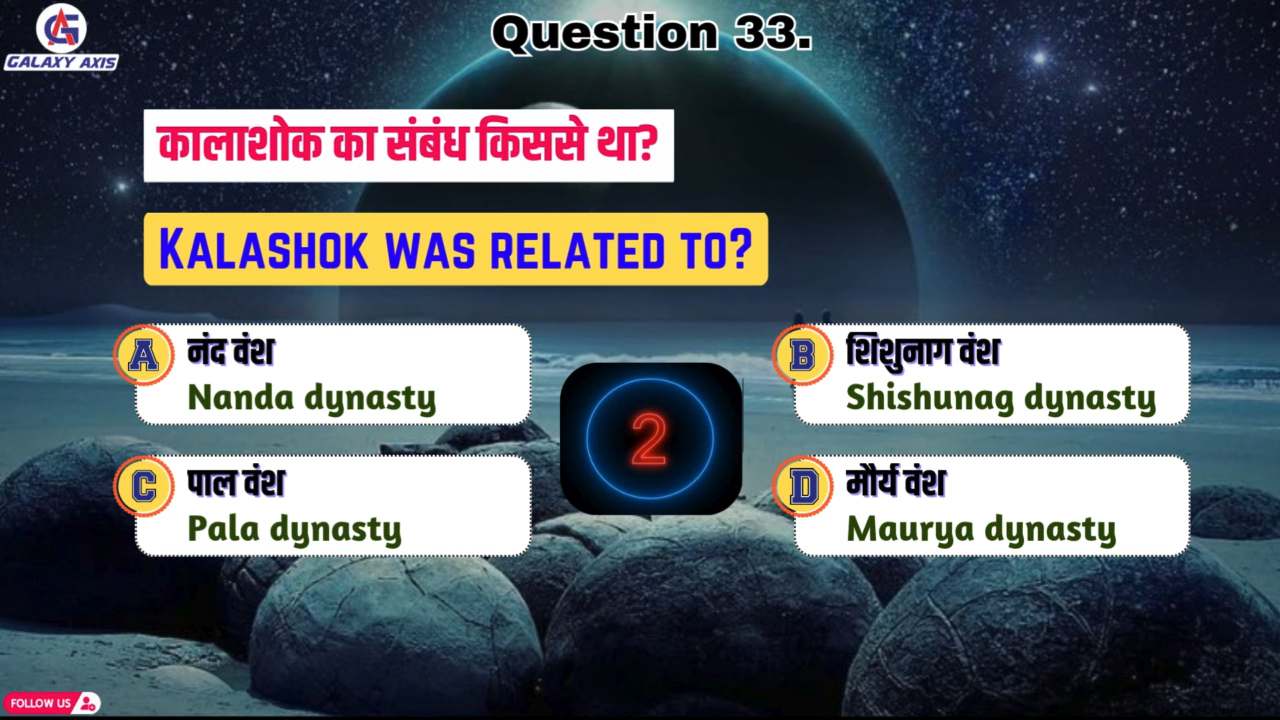 GALAXY AXIS
Question 33.
कालाशोक का संबंध किससे था?
KALASHOK WAS RELATED TO?
A
नंद वंश
Nanda dynasty
B
शिशुनाग वंश
Shishunag dynasty
2
C
पाल वंश
Pala dynasty
D
मौर्य वंश
Maurya dynasty
FOLLOW US